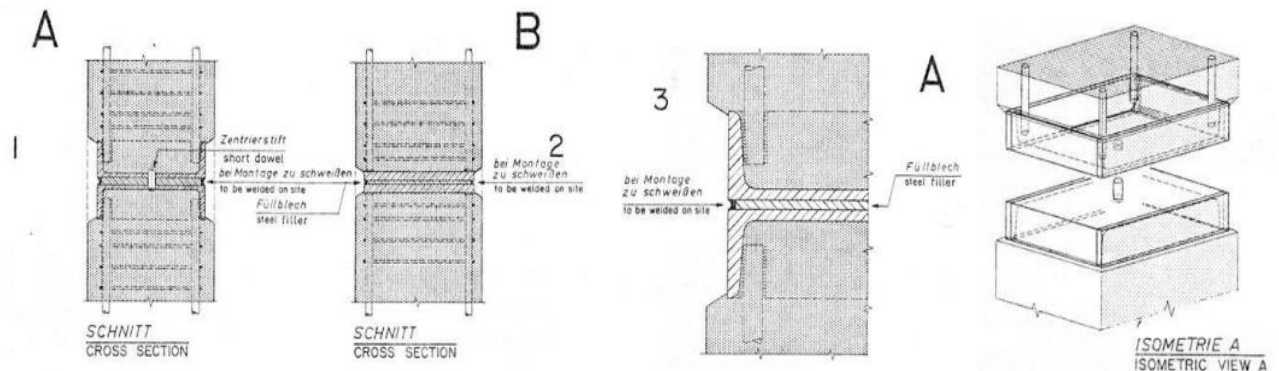 A
B
1
Zentrierstift
short dowel
bei Montage zu schweißen
to be welded on site
Füllblech
steel filler
2
bei Montage
zu schweißen
to be welded on site
SCHNITT
CROSS SECTION
SCHNITT
CROSS SECTION
3
bei Montage
zu schweißen
to be welded on site
Füllblech
steel filler
A
ISOMETRIE A
ISOMETRIC VIEW A